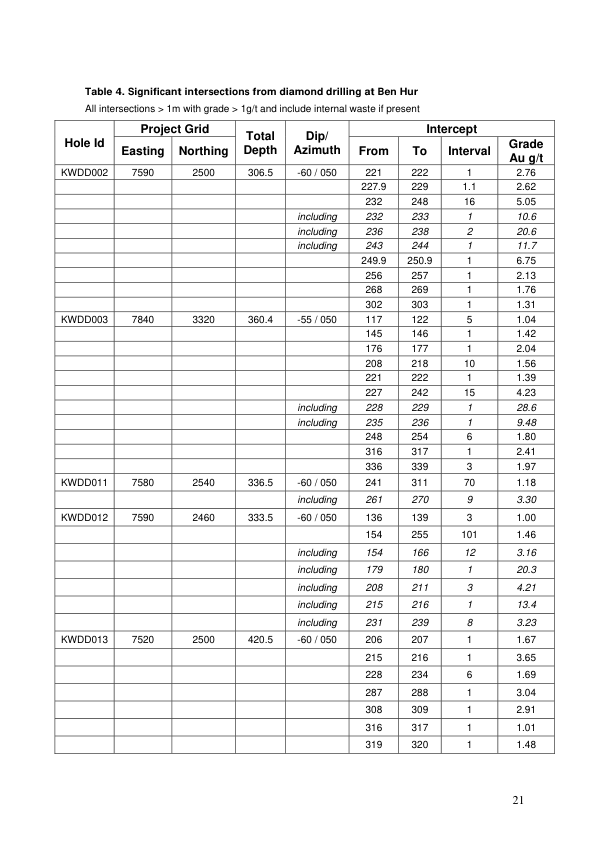 Table 4. Significant intersections from diamond drilling at Ben Hur
All intersections > 1m with grade > 1g/t and include internal waste if present
Hole Id Project Grid Total Depth Dip/ Azimuth Intercept
Easting Northing From To Interval Grade Au g/t
KWDD002 7590 2500 306.5 -60 / 050 221 222 1 2.76
227.9 229 1.1 2.62
232 248 16 5.05
including 232 233 1 10.6
including 236 238 2 20.6
including 243 244 1 11.7
249.9 250.9 1 6.75
256 257 1 2.13
268 269 1 1.76
302 303 1 1.31
KWDD003 7840 3320 360.4 -55 / 050 117 122 5 1.04
145 146 1 1.42
176 177 1 2.04
208 218 10 1.56
221 222 1 1.39
227 242 15 4.23
including 228 229 1 28.6
including 235 236 1 9.48
248 254 6 1.80
316 317 1 2.41
336 339 3 1.97
KWDD011 7580 2540 336.5 -60 / 050 241 311 70 1.18
including 261 270 9 3.30
KWDD012 7590 2460 333.5 -60 / 050 136 139 3 1.00
154 255 101 1.46
including 154 166 12 3.16
including 179 180 1 20.3
including 208 211 3 4.21
including 215 216 1 13.4
including 231 239 8 3.23
KWDD013 7520 2500 420.5 -60 / 050 206 207 1 1.67
215 216 1 3.65
228 234 6 1.69
287 288 1 3.04
308 309 1 2.91
316 317 1 1.01
319 320 1 1.48
21